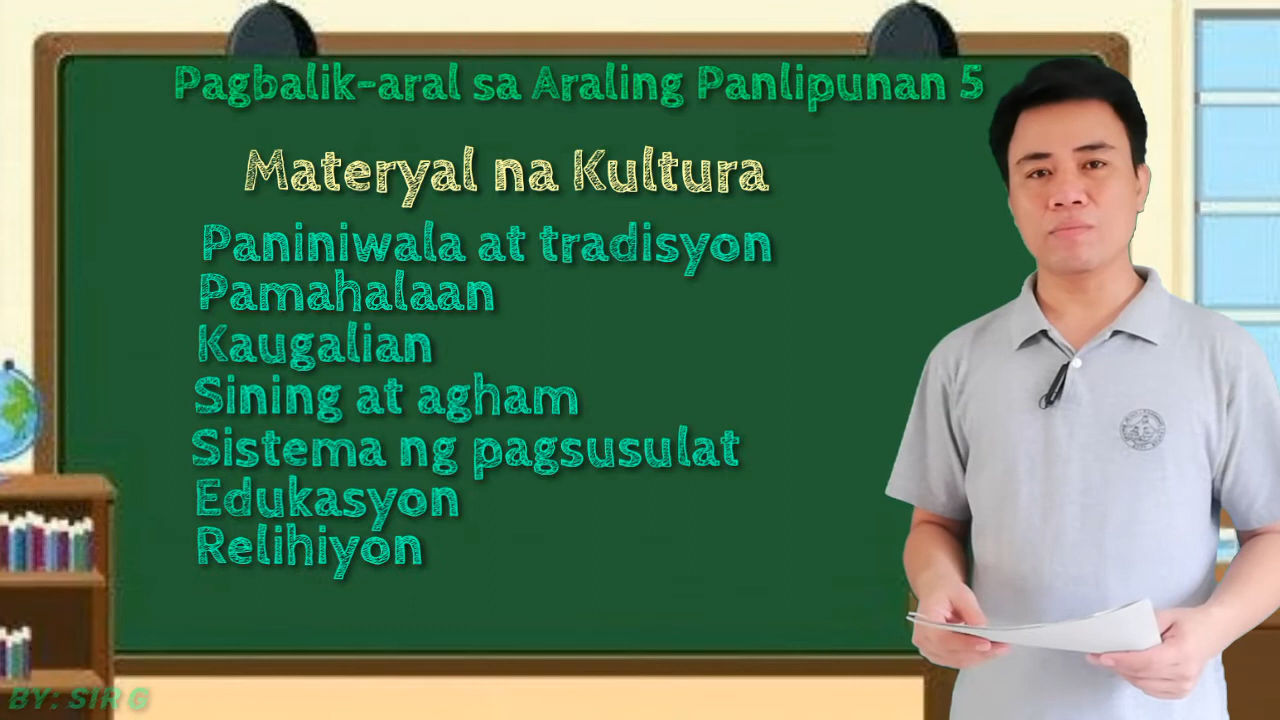 Pagbalik-aral sa Araling Panlipunan 5
Materyal na Kultura
Paniniwala at tradisyon
Pamahalaan
Kaugalian
Sining at agham
Sistema ng pagsusulat
Edukasyon
Relihiyon
BY: SIR G